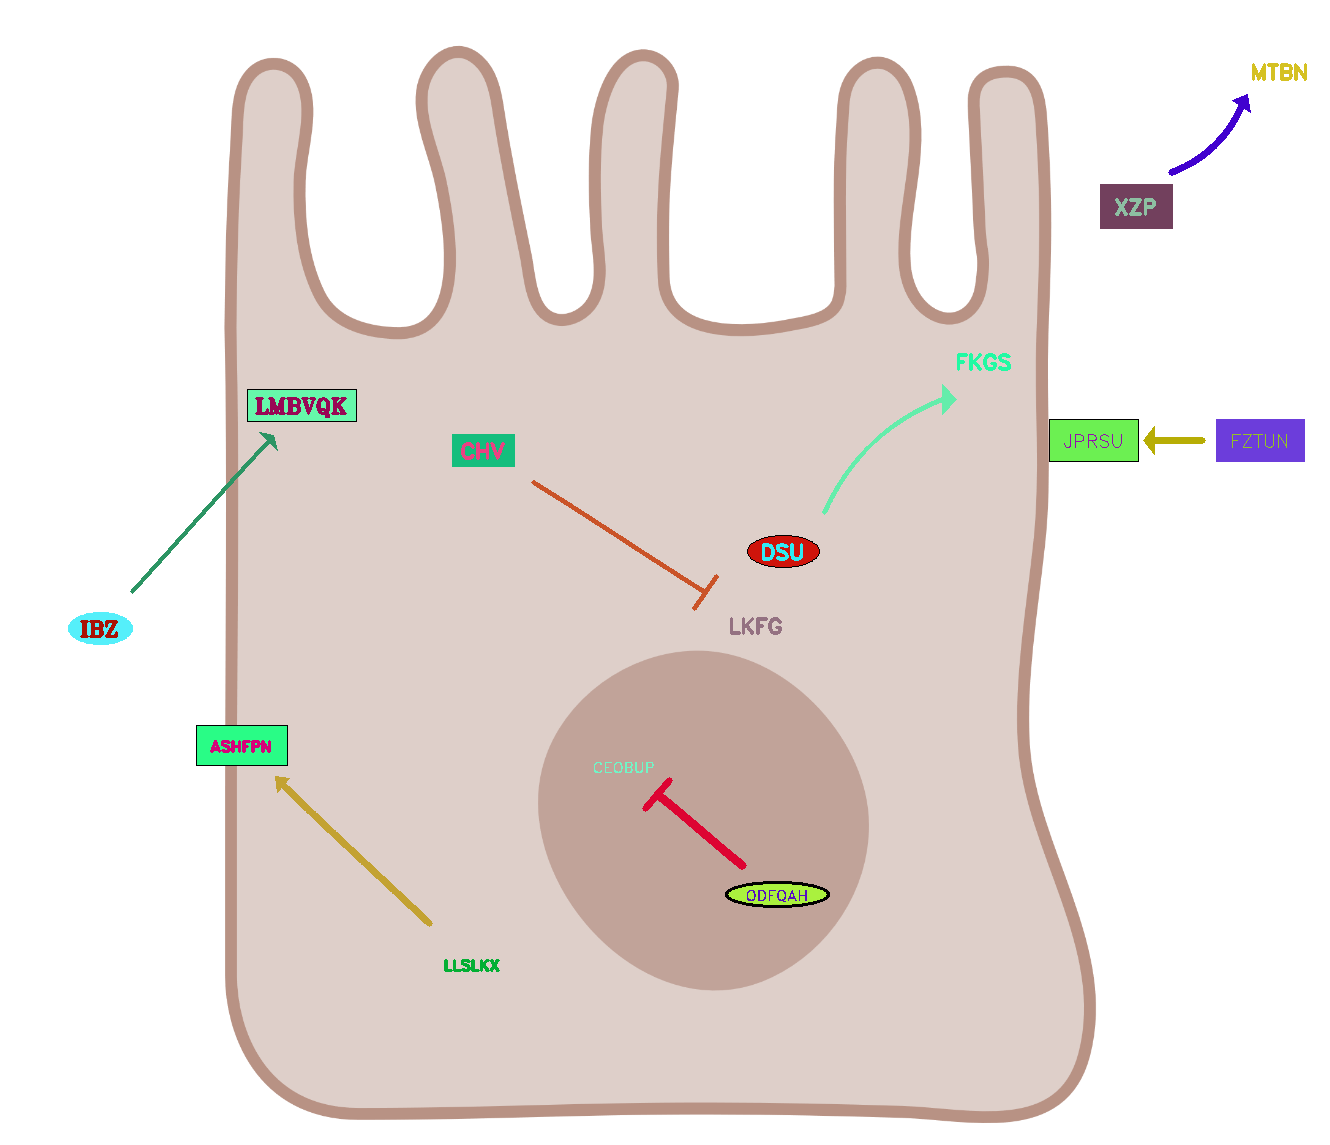 MTBN
XZP
FKGS
LMBVQK
CHV
JPRSU
FZTUN
DSU
LKFG
IBZ
ASHFPN
CEOBUP
ODFQAH
LLSLKX